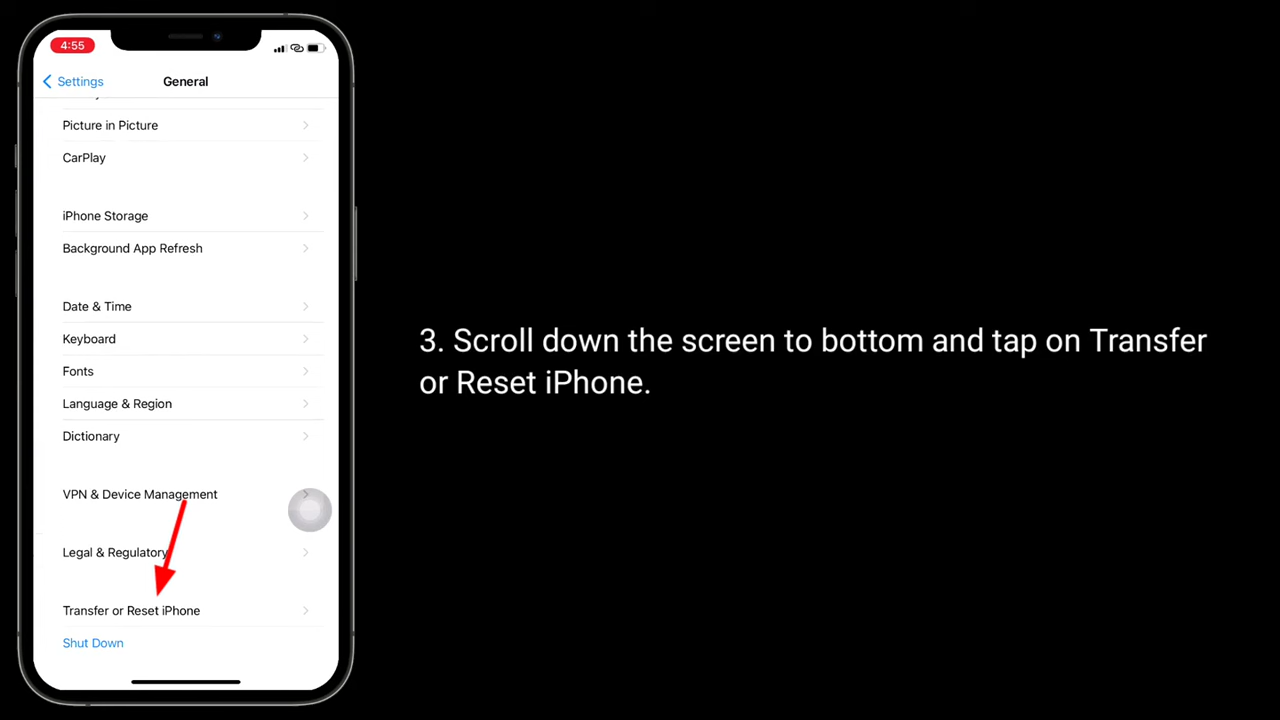 4:55
Settings
General
Picture in Picture
CarPlay
iPhone Storage
Background App Refresh
Date & Time
Keyboard
Fonts
Language & Region
Dictionary
VPN & Device Management
Legal & Regulatory
Transfer or Reset iPhone
Shut Down
3. Scroll down the screen to bottom and tap on Transfer
or Reset iPhone.